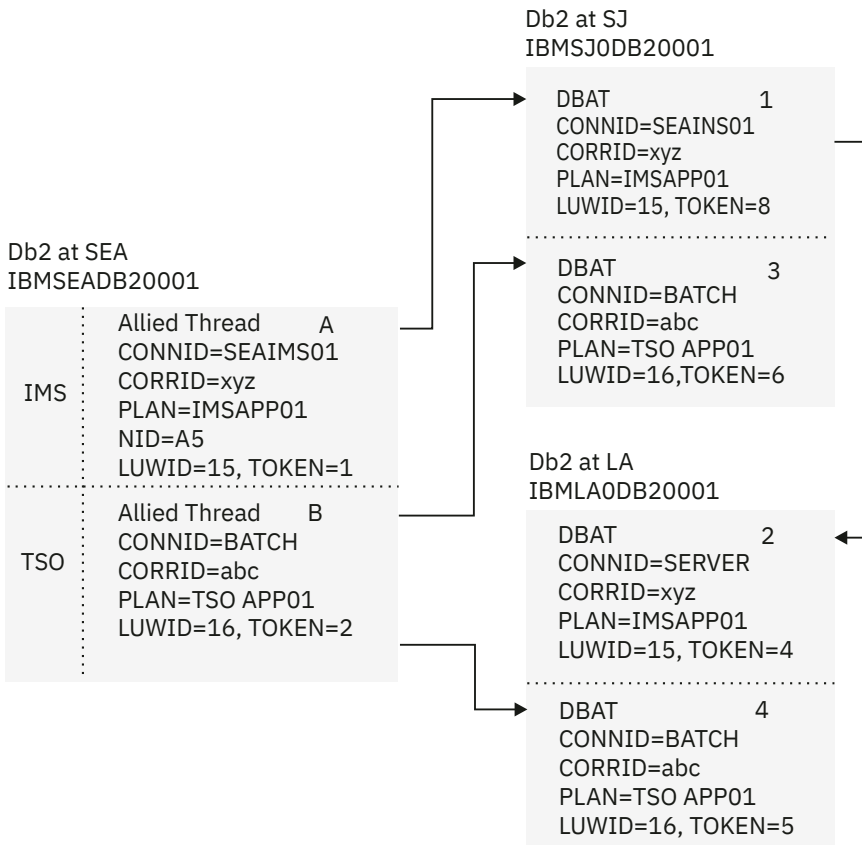 Db2 at SJ
IBMSJ0DB20001
DBAT 1
CONNID=SEAINS01
CORRID=xyz
PLAN=IMSAPP01
LUWID=15, TOKEN=8
DBAT 3
CONNID=BATCH
CORRID=abc
PLAN=TSO APP01
LUWID=16,TOKEN=6
Db2 at SEA
IBMSEADB20001
IMS
Allied Thread A
CONNID=SEAIMS01
CORRID=xyz
PLAN=IMSAPP01
NID=A5
LUWID=15, TOKEN=1
TSO
Allied Thread B
CONNID=BATCH
CORRID=abc
PLAN=TSO APP01
LUWID=16, TOKEN=2
Db2 at LA
IBMLA0DB20001
DBAT 2
CONNID=SERVER
CORRID=xyz
PLAN=IMSAPP01
LUWID=15, TOKEN=4
DBAT 4
CONNID=BATCH
CORRID=abc
PLAN=TSO APP01
LUWID=16, TOKEN=5